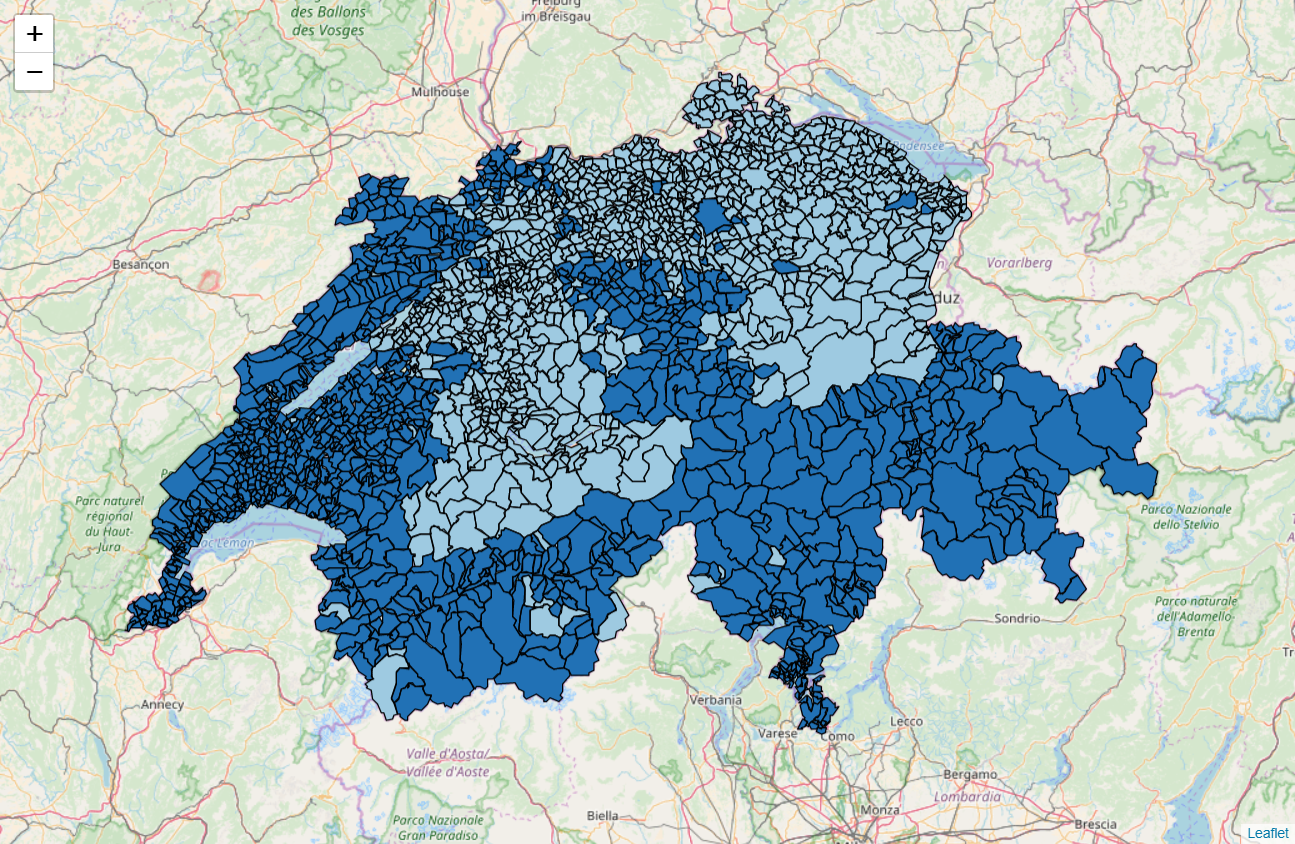 +
−
des Ballons
des Vosges
Freiburg
im Breisgau
Mulhouse
Bodensee
Besançon
Vorarlberg
duz
Parc naturel
régional
du Haut-
Jura
Lac Léman
Parco Nazionale
dello Stelvio
Parco naturale
dell'Adamello-
Brenta
Sondrio
Tr
Annecy
Verbania
Varese
Como
Lecco
Valle d'Aosta/
Vallée d'Aoste
Bergamo
Lombardia
Monza
Biella
Brescia
Parco Nazionale
Gran Paradiso
Leaflet